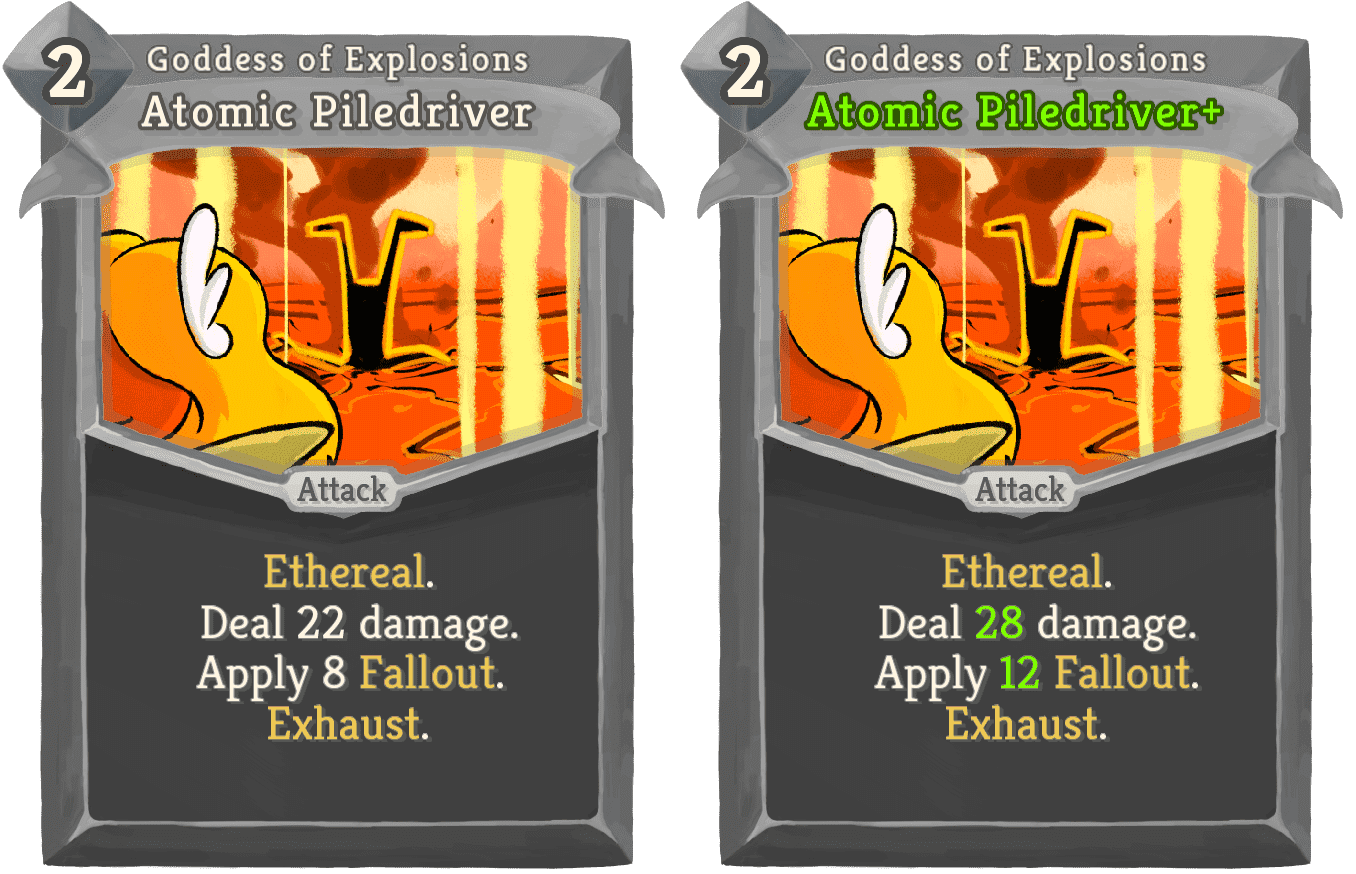 2
Goddess of Explosions
Atomic Piledriver
Attack
Ethereal.
Deal 22 damage.
Apply 8 Fallout.
Exhaust.
2
Goddess of Explosions
Atomic Piledriver+
Attack
Ethereal.
Deal 28 damage.
Apply 12 Fallout.
Exhaust.